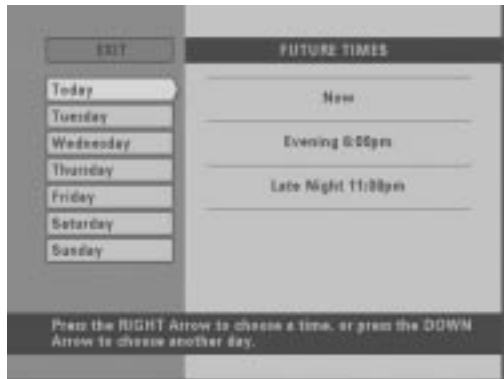 EXIT
FUTURE TIMES
Today
Tuesday
Wednesday
Thursday
Friday
Saturday
Sunday
Now
Evening 6:00pm
Late Night 11:00pm
Press the RIGHT Arrow to choose a time, or press the DOWN
Arrow to choose another day.